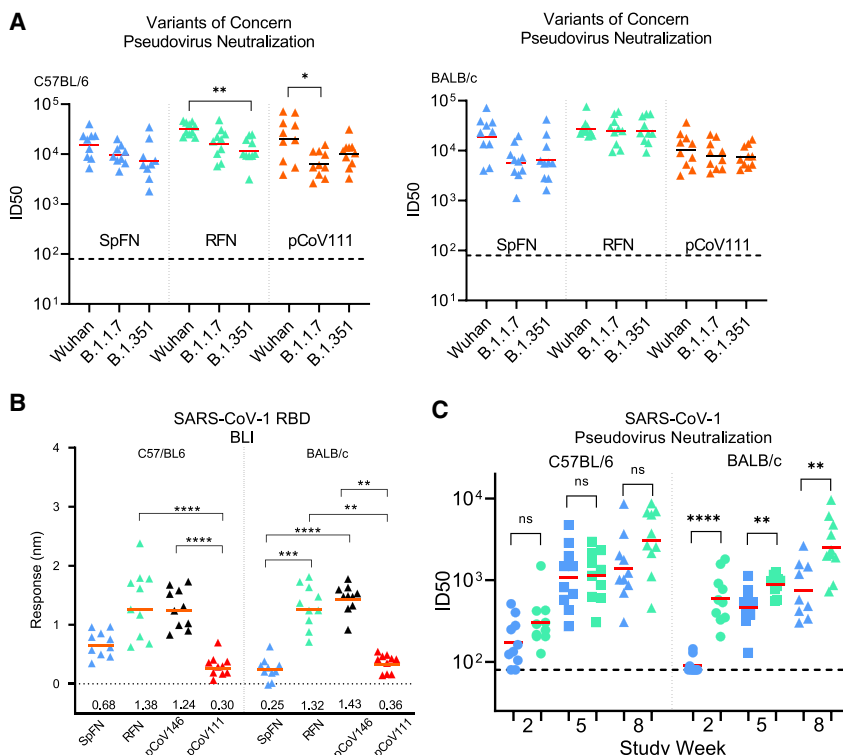 A
Variants of Concern
Pseudovirus Neutralization
C57BL/6
**
*
ID50
10^5
10^4
10^3
10^2
10^1
SpFN
RFN
pCoV111
Wuhan
B.1.1.7
B.1.351
Wuhan
B.1.1.7
B.1.351
Wuhan
B.1.1.7
B.1.351
Variants of Concern
Pseudovirus Neutralization
BALB/c
ID50
10^5
10^4
10^3
10^2
10^1
SpFN
RFN
pCoV111
Wuhan
B.1.1.7
B.1.351
Wuhan
B.1.1.7
B.1.351
Wuhan
B.1.1.7
B.1.351
B
SARS-CoV-1 RBD
BLI
C57/BL6
BALB/c
Response (nm)
4
3
2
1
0
****
****
**
**
****
***
0.68 1.38 1.24 0.30 0.25 1.32 1.43 0.36
SpFN
RFN
pCoV146
pCoV111
SpFN
RFN
pCoV146
pCoV111
C
SARS-CoV-1
Pseudovirus Neutralization
C57BL/6
BALB/c
ns
ns
ns
****
**
**
ID50
10^4
10^3
10^2
2 5 8 2 5 8
Study Week